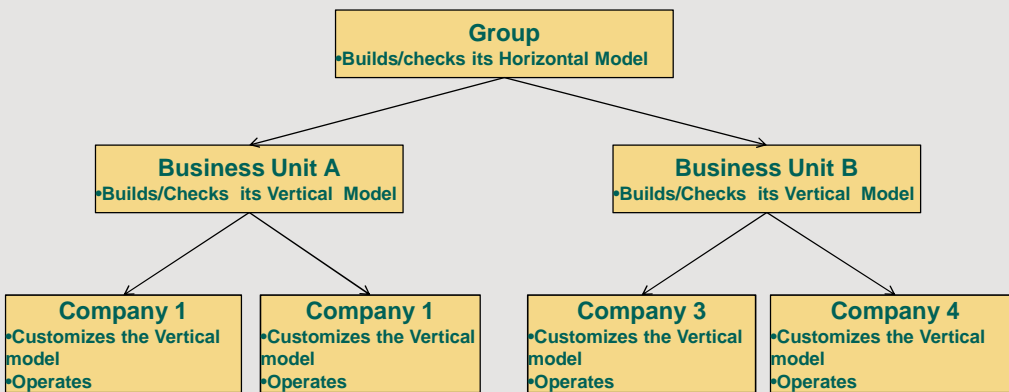 Group
•Builds/checks its Horizontal Model
Business Unit A
•Builds/Checks its Vertical Model
Business Unit B
•Builds/Checks its Vertical Model
Company 1
•Customizes the Vertical
model
•Operates
Company 1
•Customizes the Vertical
model
•Operates
Company 3
•Customizes the Vertical
model
•Operates
Company 4
•Customizes the Vertical
model
•Operates